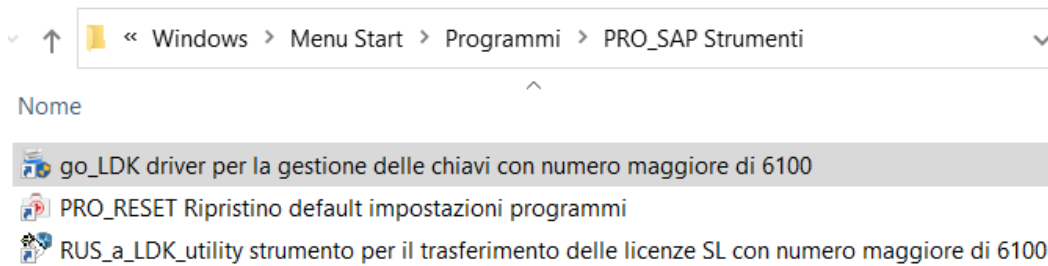 « Windows > Menu Start > Programmi > PRO_SAP Strumenti
Nome
go_LDK driver per la gestione delle chiavi con numero maggiore di 6100
PRO_RESET Ripristino default impostazioni programmi
RUS_a_LDK_utility strumento per il trasferimento delle licenze SL con numero maggiore di 6100